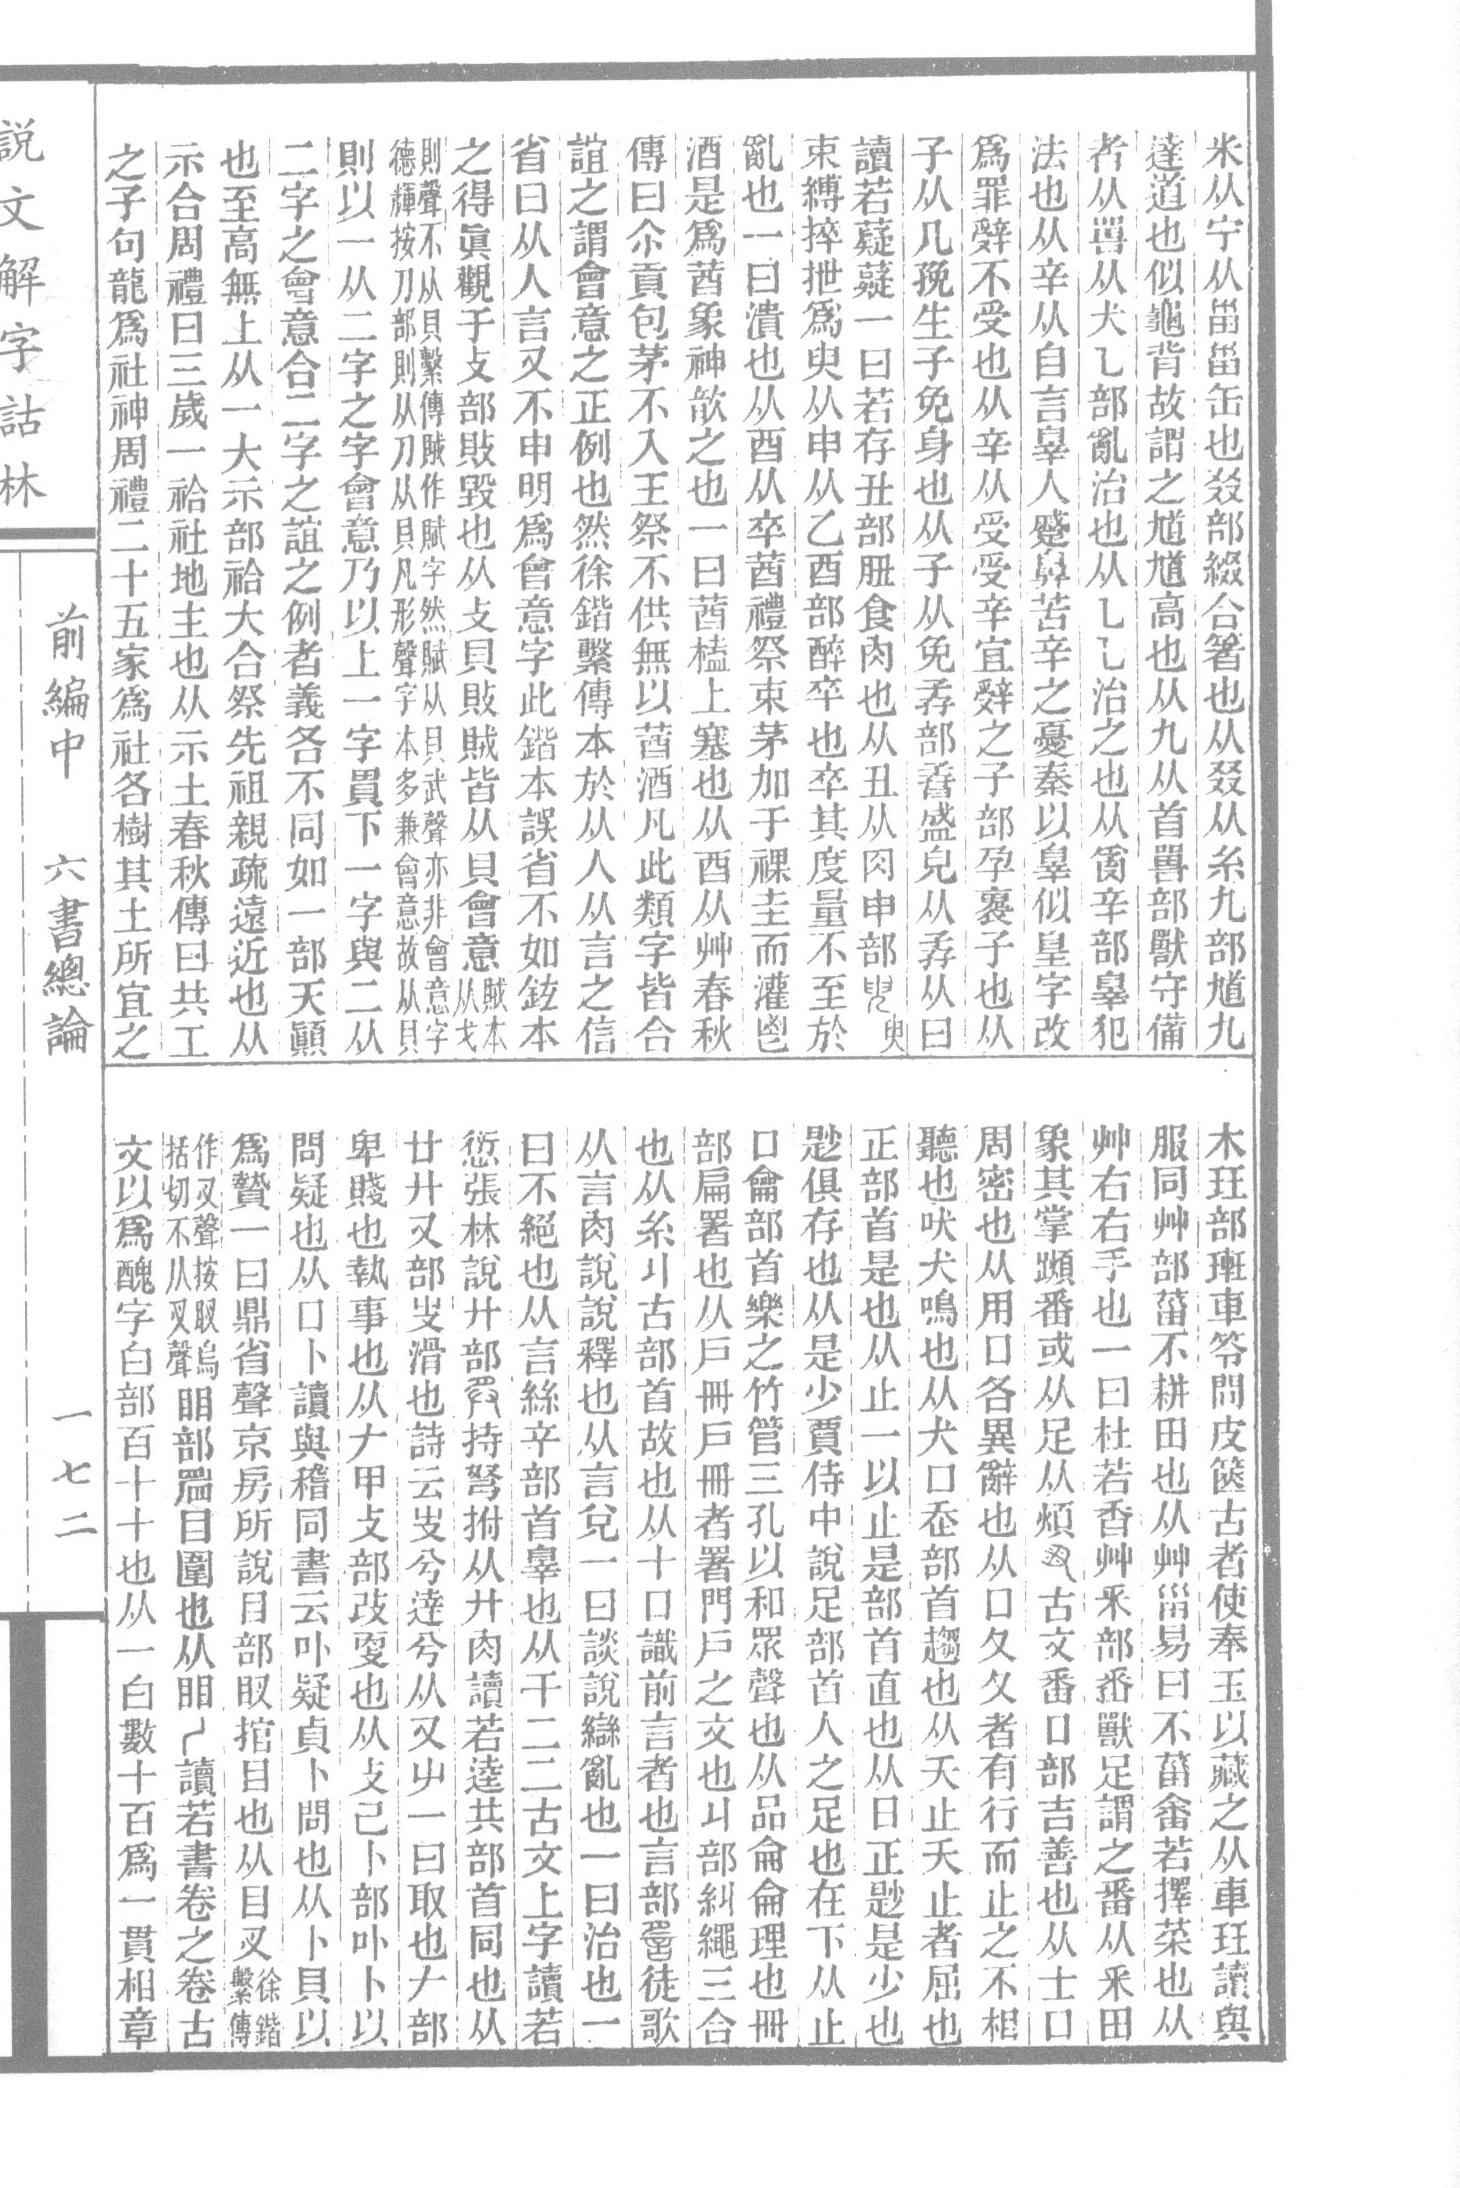 米从宁从甾甾缶也叕部綴合箸也从叕从糸九部馗九
達道也似龜背故謂之馗馗高也从九从首嘼部獸守備
者从嘼从犬乙部亂治也从乙乙治之也从𤔔辛部辠犯
法也从辛从自言辠人蹙鼻苦辛之憂秦以辠似皇字改
爲罪辤不受也从辛从受受辛宜辤之子部孕褱子也从
子从几㝃生子免身也从子从免孨部孴盛皃从孨从曰
讀若薿薿一曰若存丑部䏔食肉也从丑从肉申部臾
束縛捽抴爲臾从申从乙酉部醉卒也卒其度量不至於
亂也一曰潰也从酉从卒莤禮祭束茅加于祼圭而灌鬯
酒是爲莤象神歆之也一曰莤榼上塞也从酉从艸春秋
傳曰尒貢包茅不入王祭不供無以莤酒凡此類字皆合
誼之謂會意之正例也然徐鍇繫傳本於从人从言之信
省曰从人言又不申明爲會意字此鍇本誤省不如鉉本
之得眞觀于攴部敗毀也从攴貝敗賊皆从貝會意賊本从戈
則聲不从貝繫傳賊作賦字然賦从貝武聲亦非會意字
德輝按刀部則从刀从貝凡形聲字本多兼會意故从貝
則以一从二字之字會意乃以上一字貫下一字與二从
二字之會意合二字之誼之例者義各不同如一部天顚
也至高無上从一大示部祫大合祭先祖親疏遠近也从
示合周禮曰三歲一祫社地主也从示土春秋傳曰共工
之子句龍爲社神周禮二十五家爲社各樹其土所宜之
木玨部㻎車笭間皮篋古者使奉玉以藏之从車玨讀與
服同艸部葘不耕田也从艸甾易曰不葘畬若擇菜也从
艸右右手也一曰杜若香艸釆部番獸足謂之番从釆田
象其掌蹞番或从足从煩古文番口部吉善也从士口
周密也从用口各異辭也从口夂夂者有行而止之不相
聽也吠犬鳴也从犬口走部首趨也从夭止夭止者屈也
正部首是也从止一以止是部首直也从日正尟是少也
尟俱存也从是少賈侍中說足部首人之足也在下从止
口龠部首樂之竹管三孔以和眾聲也从品侖侖理也冊
部扁署也从戶冊戶冊者署門戶之文也丩部糾繩三合
也从糸丩古部首故也从十口識前言者也言部䚻徒歌
从言肉說說釋也从言兌一曰談說䜌亂也一曰治也一
曰不絕也从言絲䇂部首辠也从干二二古文上字讀若
愆張林說廾部𢍏持弩拊从廾肉讀若逵共部首同也从
廿廾又部𠬢滑也詩云𠬢兮達兮从又屮一曰取也𠂇部
卑賤也執事也从𠂇甲攴部改更也从攴己卜部卟卜以
問疑也从口卜讀與稽同書云卟疑貞卜問也从卜貝以
爲贄一曰鼎省聲京房所說目部䀏搯目也从目叉徐鍇繫傳
作叉聲按䀏烏
括切不从叉聲䀠部𥆞目圍也从䀠𠂆讀若書卷之卷古
文以爲醜字白部百十十也从一白數十百爲一貫相章
說文解字詁林
前編中 六書總論
一七二